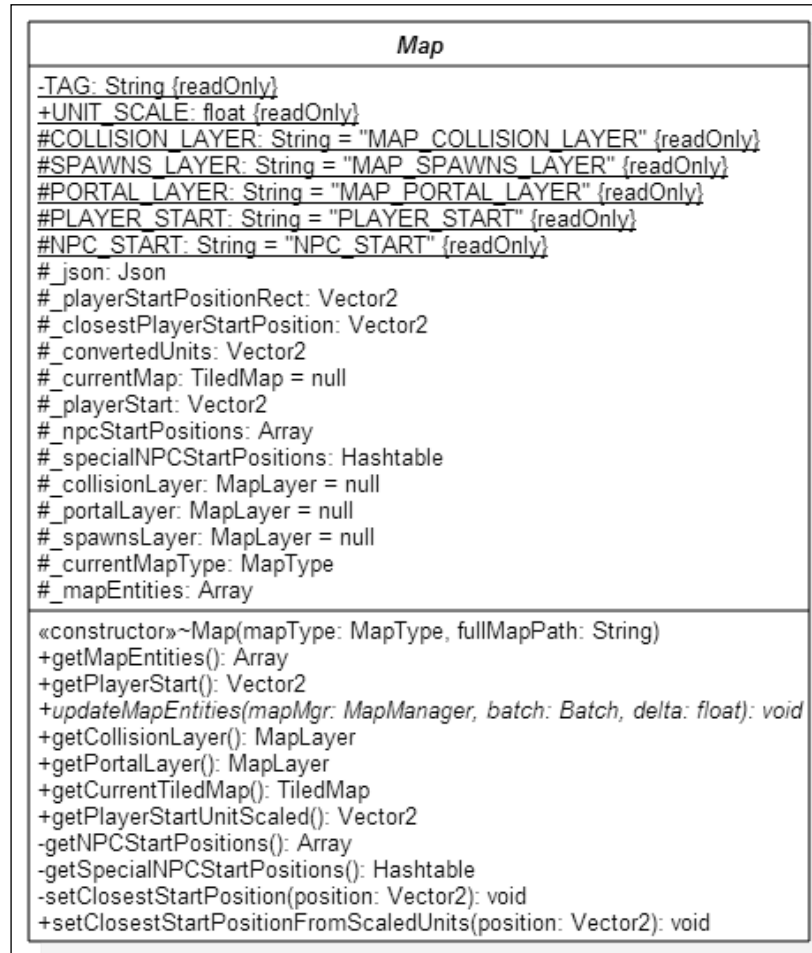 Map
-TAG: String {readOnly}
+UNIT_SCALE: float {readOnly}
#COLLISION_LAYER: String = "MAP_COLLISION_LAYER" {readOnly}
#SPAWNS_LAYER: String = "MAP_SPAWNS_LAYER" {readOnly}
#PORTAL_LAYER: String = "MAP_PORTAL_LAYER" {readOnly}
#PLAYER_START: String = "PLAYER_START" {readOnly}
#NPC_START: String = "NPC_START" {readOnly}
#_json: Json
#_playerStartPositionRect: Vector2
#_closestPlayerStartPosition: Vector2
#_convertedUnits: Vector2
#_currentMap: TiledMap = null
#_playerStart: Vector2
#_npcStartPositions: Array
#_specialNPCStartPositions: Hashtable
#_collisionLayer: MapLayer = null
#_portalLayer: MapLayer = null
#_spawnsLayer: MapLayer = null
#_currentMapType: MapType
#_mapEntities: Array
«constructor»~Map(mapType: MapType, fullMapPath: String)
+getMapEntities(): Array
+getPlayerStart(): Vector2
+updateMapEntities(mapMgr: MapManager, batch: Batch, delta: float): void
+getCollisionLayer(): MapLayer
+getPortalLayer(): MapLayer
+getCurrentTiledMap(): TiledMap
+getPlayerStartUnitScaled(): Vector2
-getNPCStartPositions(): Array
-getSpecialNPCStartPositions(): Hashtable
-setClosestStartPosition(position: Vector2): void
+setClosestStartPositionFromScaledUnits(position: Vector2): void